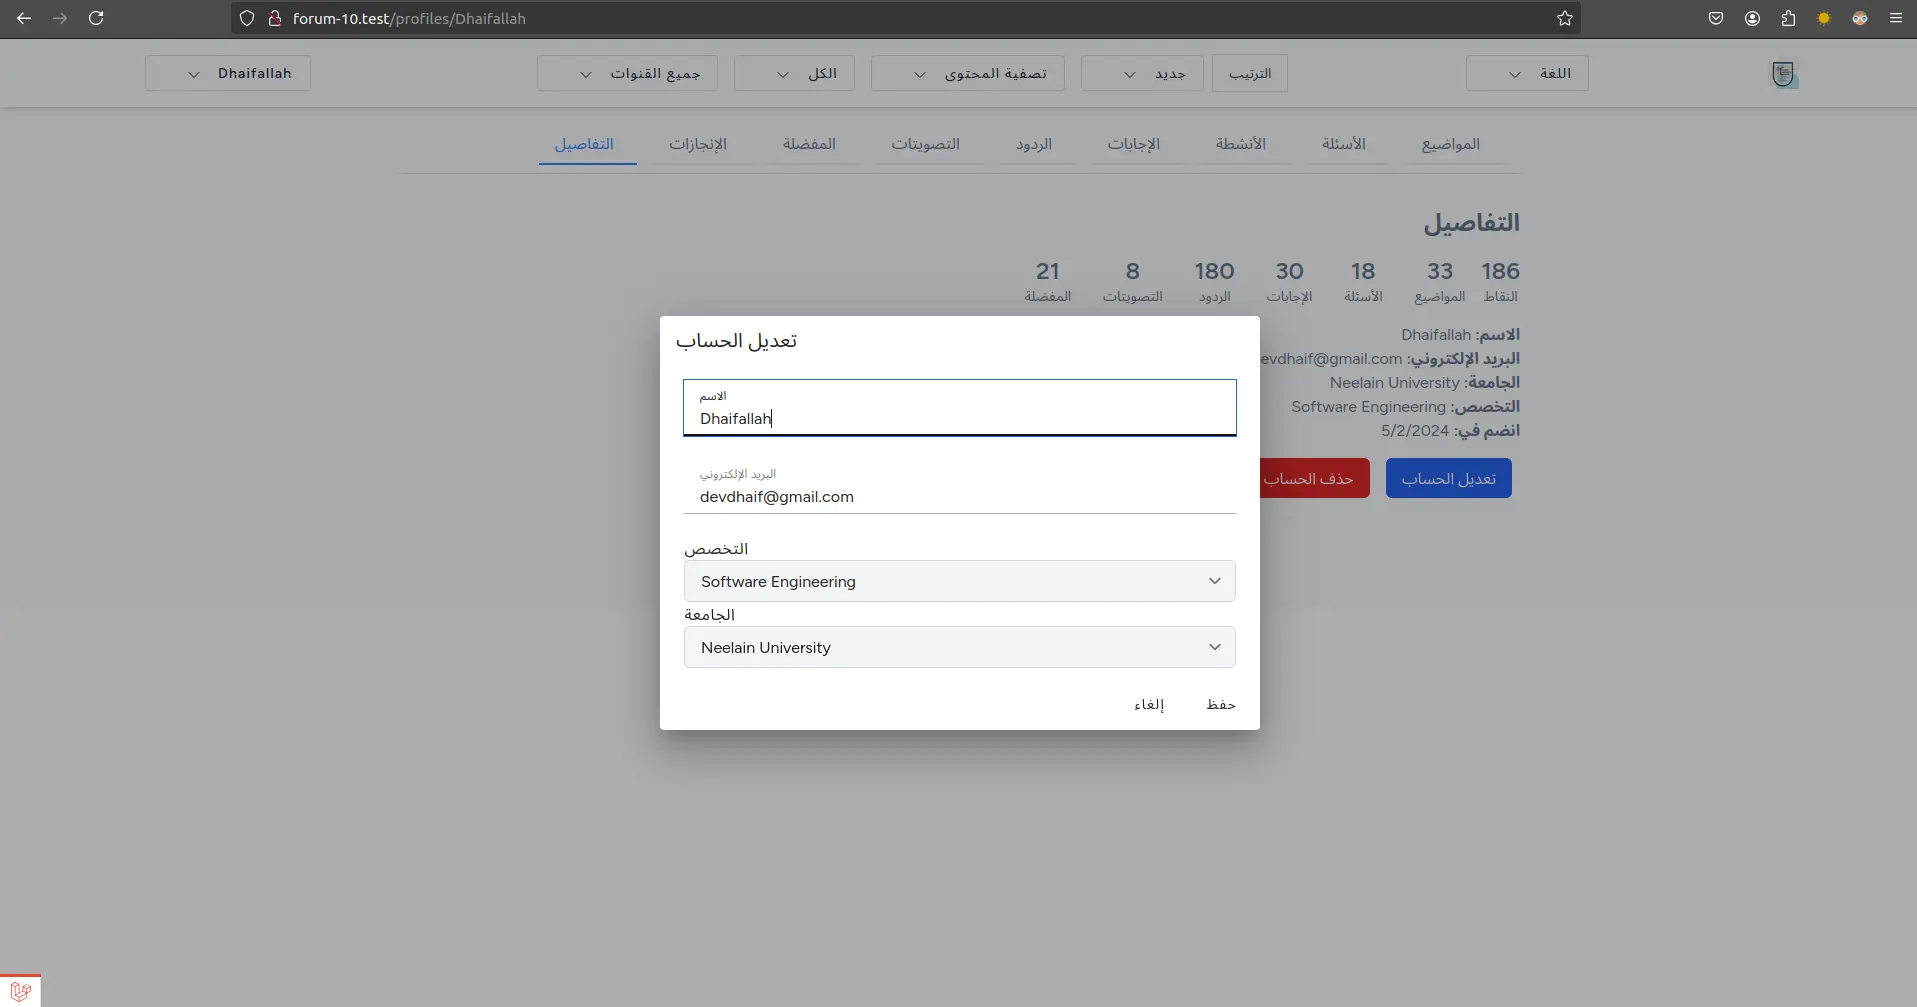 forum-10.test/profiles/Dhaifallah
اللغة
الترتيب
جديد
تصفية المحتوى
الكل
جميع القنوات
Dhaifallah
المواضيع
الأسئلة
الأنشطة
الإجابات
الردود
التصويتات
المفضلة
الإنجازات
التفاصيل
التفاصيل
186
النقاط
33
المواضيع
18
الأسئلة
30
الإجابات
180
الردود
8
التصويتات
21
المفضلة
الاسم: Dhaifallah
البريد الإلكتروني: evdhaif@gmail.com
الجامعة: Neelain University
التخصص: Software Engineering
انضم في: 5/2/2024
تعديل الحساب
حذف الحساب
تعديل الحساب
الاسم
Dhaifallah
البريد الإلكتروني
devdhaif@gmail.com
التخصص
Software Engineering
الجامعة
Neelain University
حفظ
إلغاء